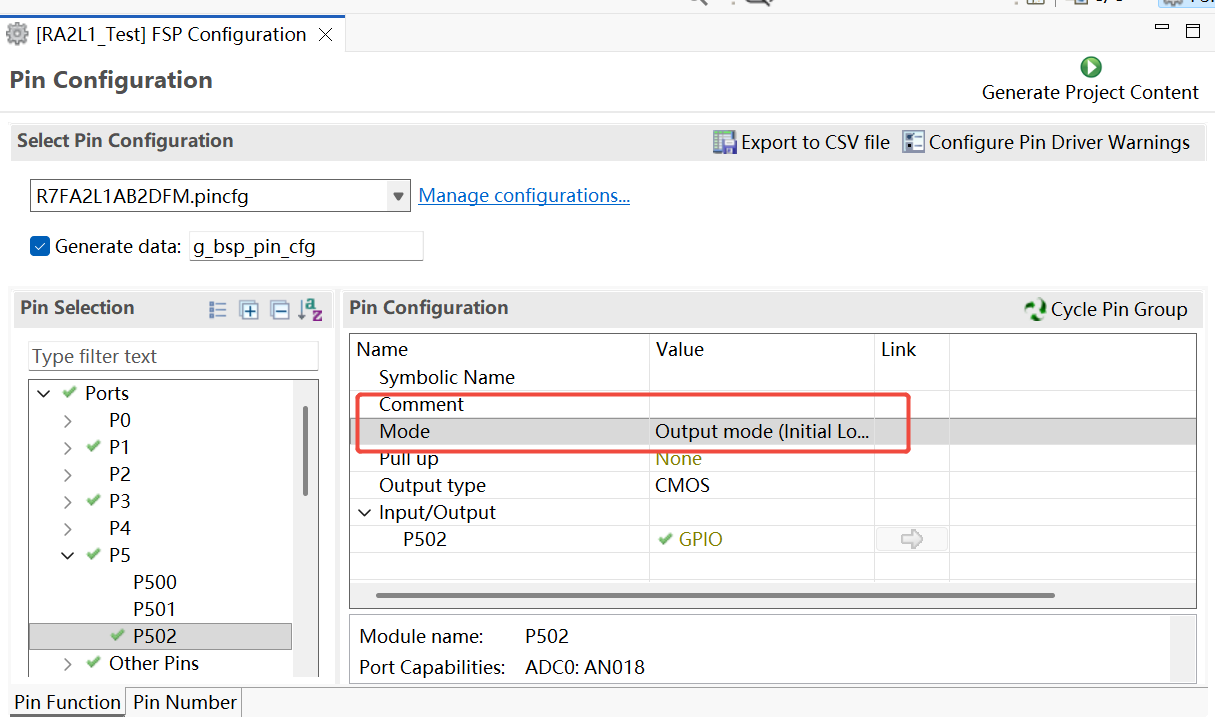 [RA2L1_Test] FSP Configuration
Pin Configuration
Generate Project Content
Select Pin Configuration
Export to CSV file
Configure Pin Driver Warnings
R7FA2L1AB2DFM.pincfg
Manage configurations...
Generate data: g_bsp_pin_cfg
Pin Selection
Type filter text
Ports
P0
P1
P2
P3
P4
P5
P500
P501
P502
Other Pins
Pin Configuration
Cycle Pin Group
Name Value Link
Symbolic Name
Comment
Mode Output mode (Initial Lo...
Pull up None
Output type CMOS
Input/Output
P502 GPIO
Module name: P502
Port Capabilities: ADC0: AN018
Pin Function Pin Number